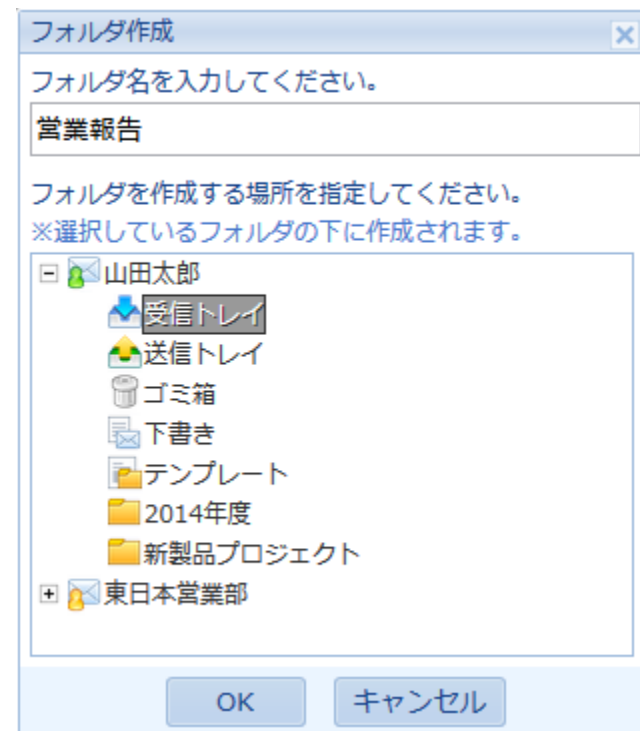 フォルダ作成
フォルダ名を入力してください。
営業報告
フォルダを作成する場所を指定してください。
※選択しているフォルダの下に作成されます。
山田太郎
受信トレイ
送信トレイ
ゴミ箱
下書き
テンプレート
2014年度
新製品プロジェクト
東日本営業部
OK キャンセル